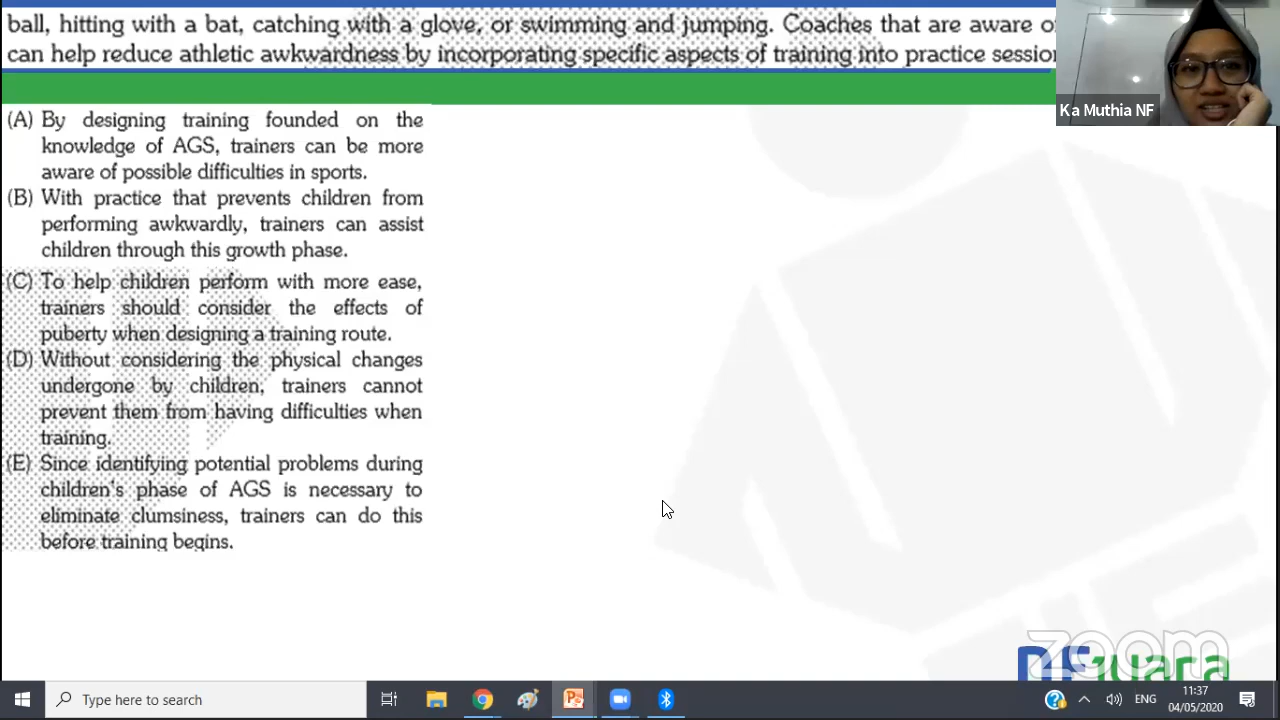 ball, hitting with a bat, catching with a glove, or swimming and jumping. Coaches that are aware
can help reduce athletic awkwardness by incorporating specific aspects of training into practice
Ka Muthia NF
(A) By designing training founded on the
knowledge of AGS, trainers can be more
aware of possible difficulties in sports.
(B) With practice that prevents children from
performing awkwardly, trainers can assist
children through this growth phase.
(C) To help children perform with more ease,
trainers should consider the effects of
puberty when designing a training route.
(D) Without considering the physical changes
undergone by children, trainers cannot
prevent them from having difficulties when
training.
(E) Since identifying potential problems during
children's phase of AGS is necessary to
eliminate clumsiness, trainers can do this
before training begins.
zoom
Type here to search
ENG
11:37
04/05/2020